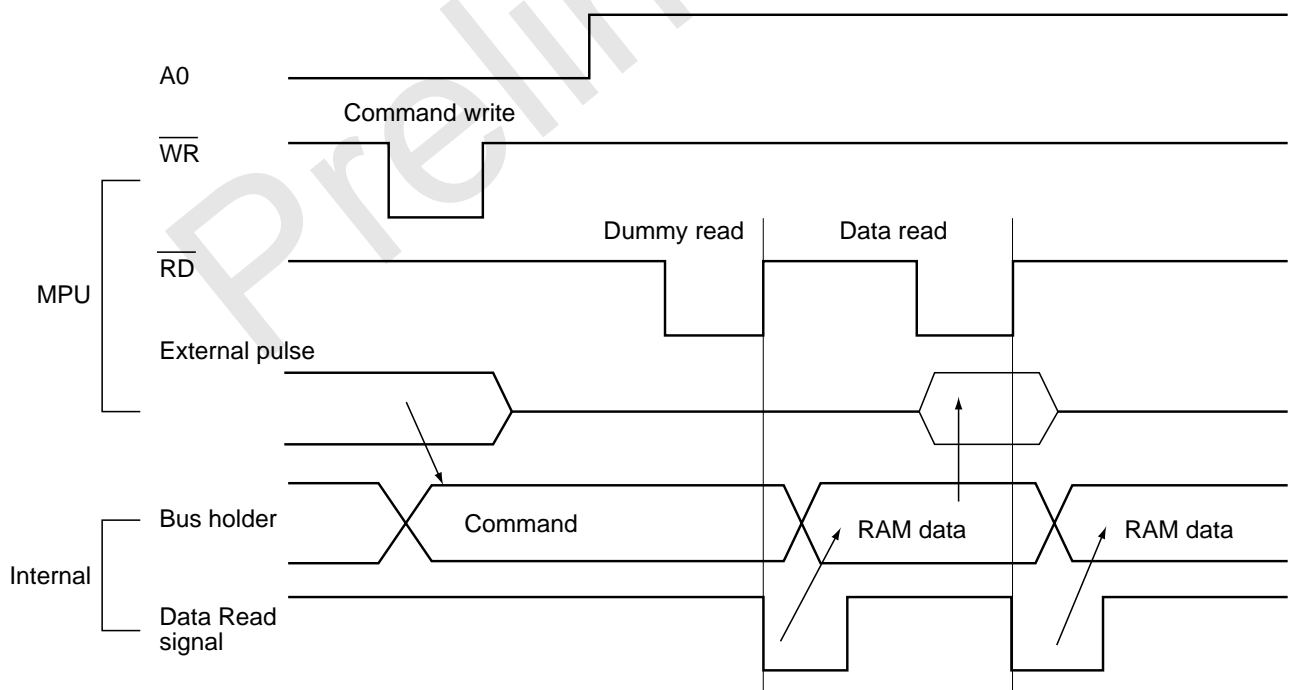 Prelim
A0
Command write
WR
Dummy read
Data read
RD
MPU
External pulse
Bus holder
Command
RAM data
RAM data
Internal
Data Read
signal